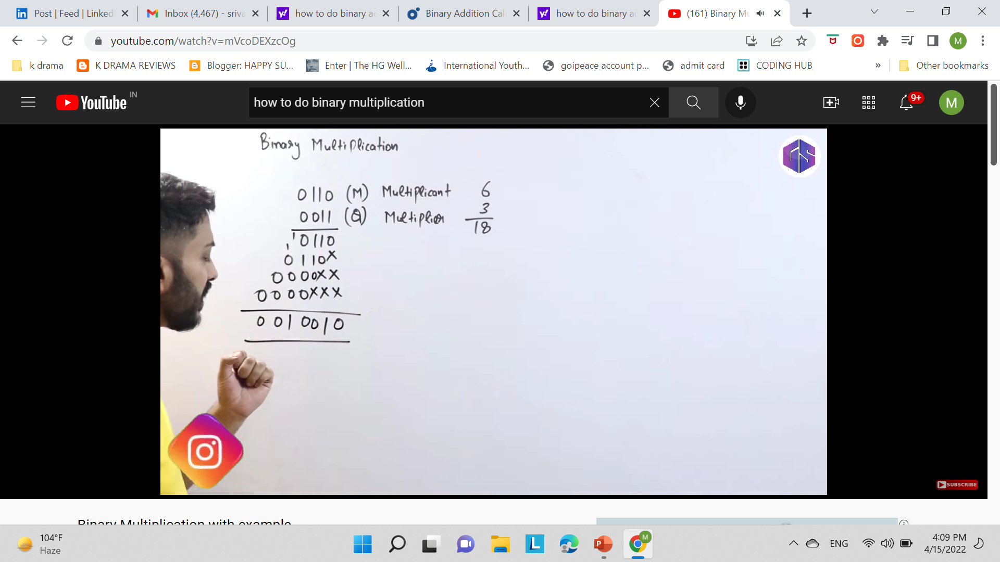 Post | Feed | Linked
Inbox (4,467) - sriva
how to do binary ac
Binary Addition Cal
how to do binary ac
(161) Binary Mu
youtube.com/watch?v=mVcoDEXzcOg
M
k drama
K DRAMA REVIEWS
Blogger: HAPPY SU...
Enter | The HG Well...
International Youth...
goipeace account p...
admit card
CODING HUB
»
Other bookmarks
YouTube IN
how to do binary multiplication
9+
M
Binary Multiplication
0110 (M) Multiplicant 6
0011 (Q) Multiplier 3
18
1 1 0110
0110X
0000XX
0000XXX
0010010
SUBSCRIBE
Binary Multiplication with example
104°F
Haze
ENG
4:09 PM
4/15/2022